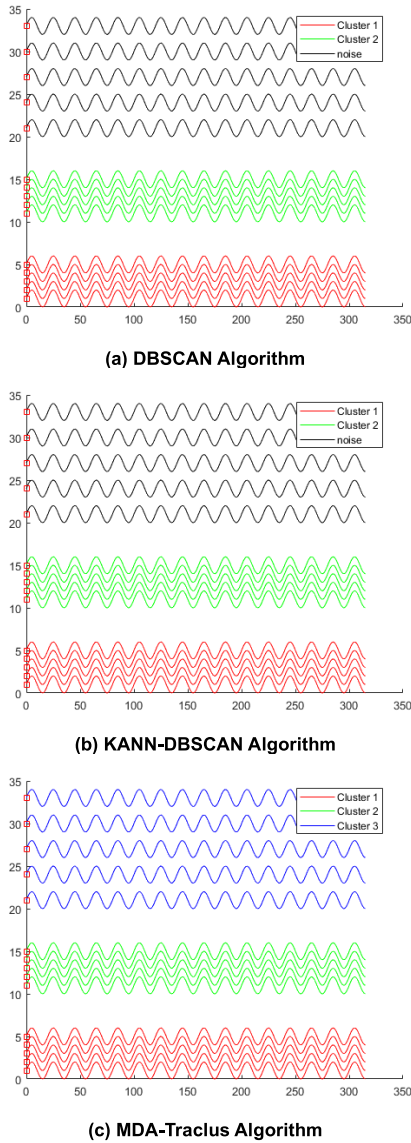 35
30
25
20
15
10
5
0
0 50 100 150 200 250 300 350
Cluster 1
Cluster 2
noise
(a) DBSCAN Algorithm
35
30
25
20
15
10
5
0
0 50 100 150 200 250 300 350
Cluster 1
Cluster 2
noise
(b) KANN-DBSCAN Algorithm
35
30
25
20
15
10
5
0
0 50 100 150 200 250 300 350
Cluster 1
Cluster 2
Cluster 3
(c) MDA-Traclus Algorithm